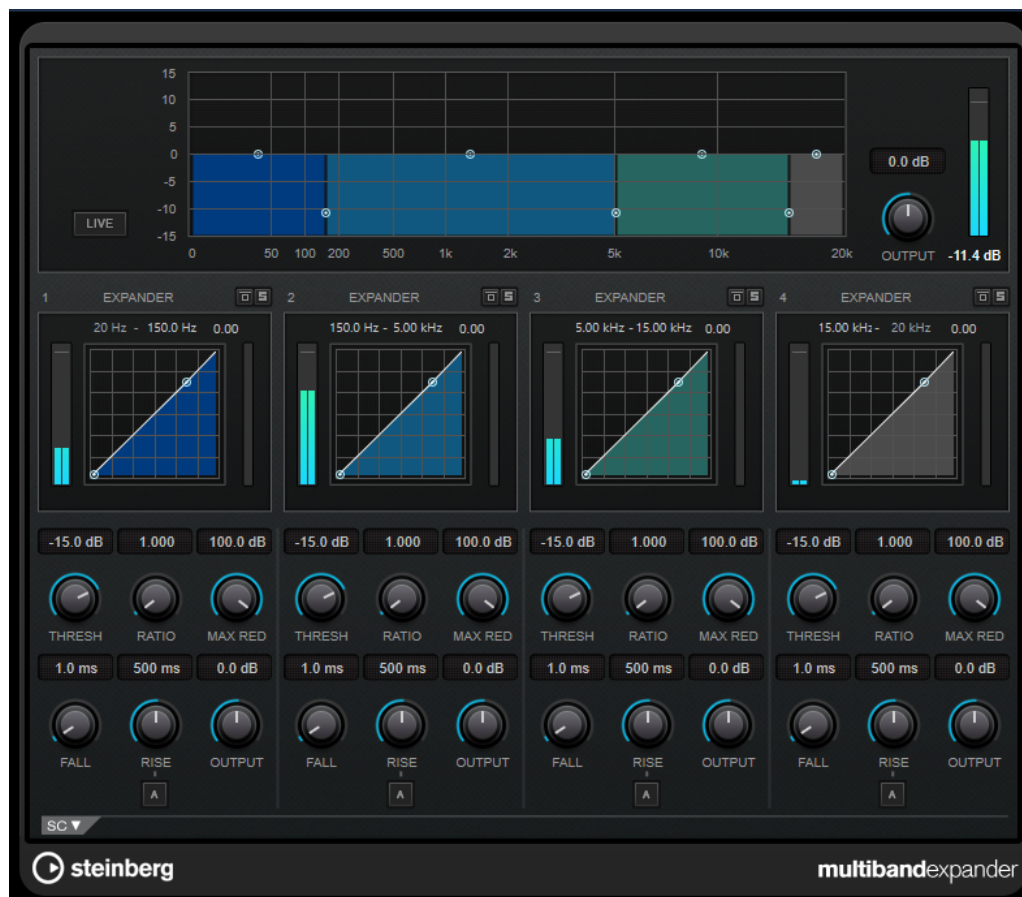 15
10
5
0
-5
-10
-15
LIVE
0 50 100 200 500 1k 2k 5k 10k 20k
0.0 dB
OUTPUT -11.4 dB
1 EXPANDER S 2 EXPANDER S 3 EXPANDER S 4 EXPANDER S
20 Hz - 150.0 Hz 0.00 150.0 Hz - 5.00 kHz 0.00 5.00 kHz - 15.00 kHz 0.00 15.00 kHz - 20 kHz 0.00
-15.0 dB 1.000 100.0 dB -15.0 dB 1.000 100.0 dB -15.0 dB 1.000 100.0 dB -15.0 dB 1.000 100.0 dB
THRESH RATIO MAX RED THRESH RATIO MAX RED THRESH RATIO MAX RED THRESH RATIO MAX RED
1.0 ms 500 ms 0.0 dB 1.0 ms 500 ms 0.0 dB 1.0 ms 500 ms 0.0 dB 1.0 ms 500 ms 0.0 dB
FALL RISE OUTPUT FALL RISE OUTPUT FALL RISE OUTPUT FALL RISE OUTPUT
A A A A
SC ▼
steinberg multibandexpander